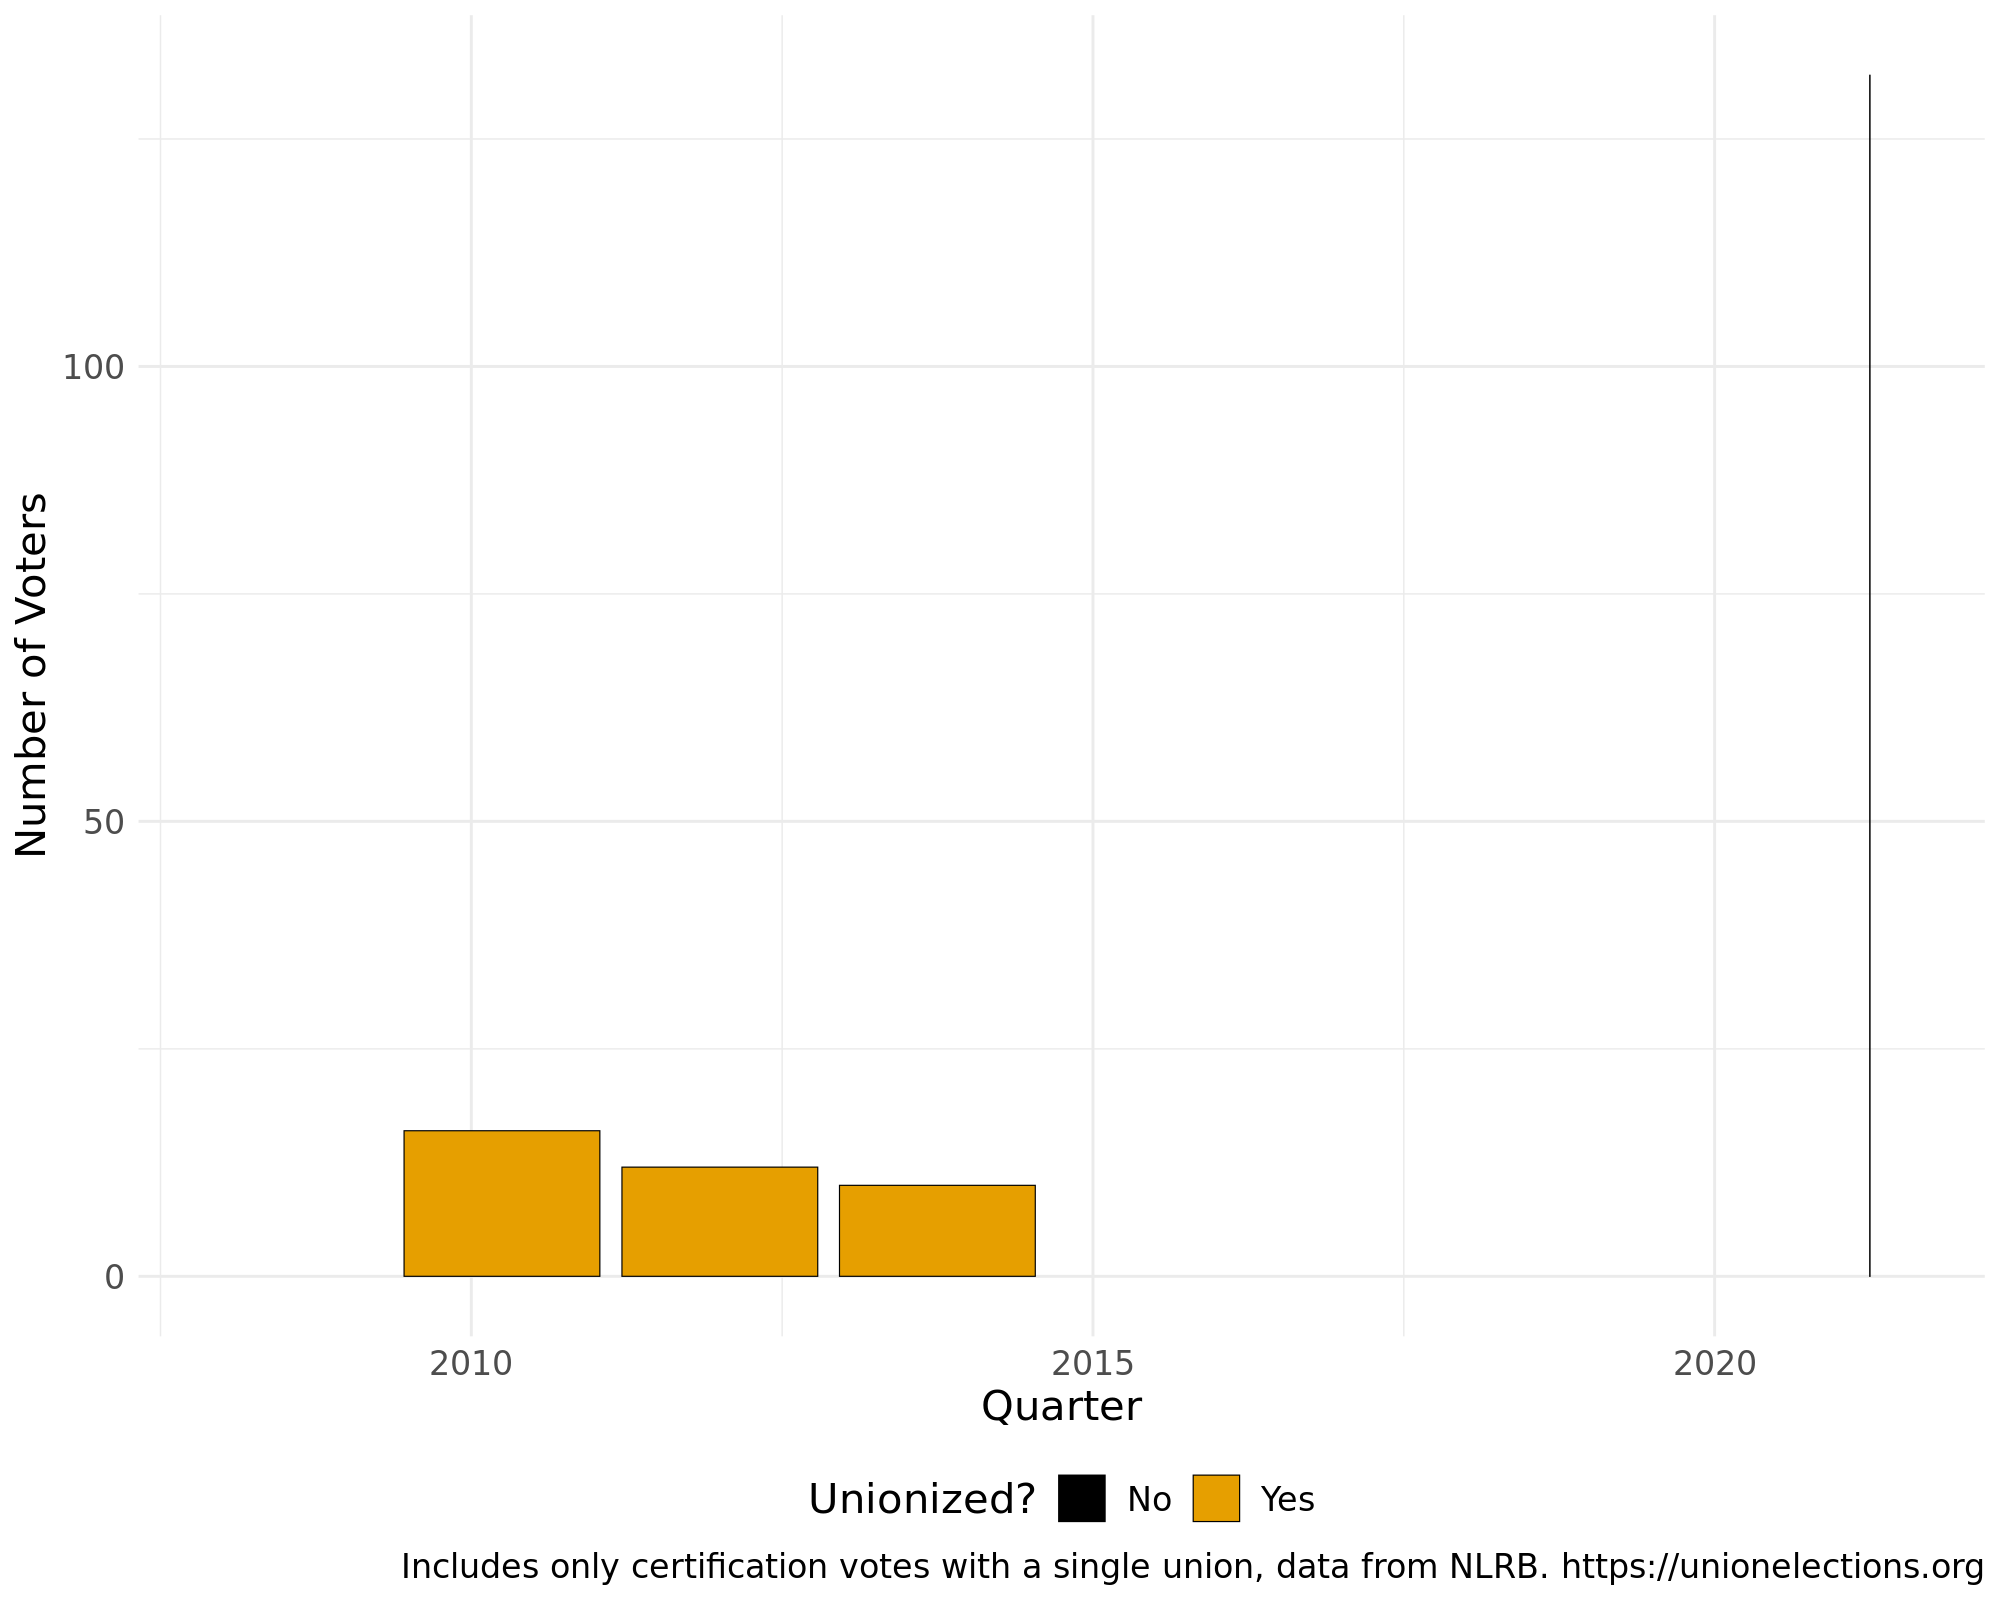 100
50
0
Number of Voters
2010 2015 2020
Quarter
Unionized? No Yes
Includes only certification votes with a single union, data from NLRB. https://unionelections.org